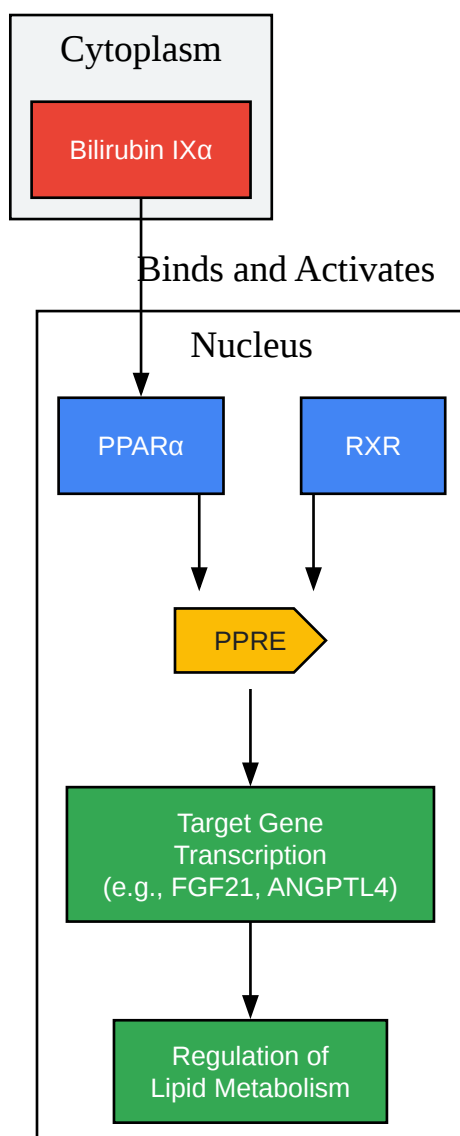 Cytoplasm
Bilirubin IXα
Binds and Activates
Nucleus
PPARα
RXR
PPRE
Target Gene
Transcription
(e.g., FGF21, ANGPTL4)
Regulation of
Lipid Metabolism